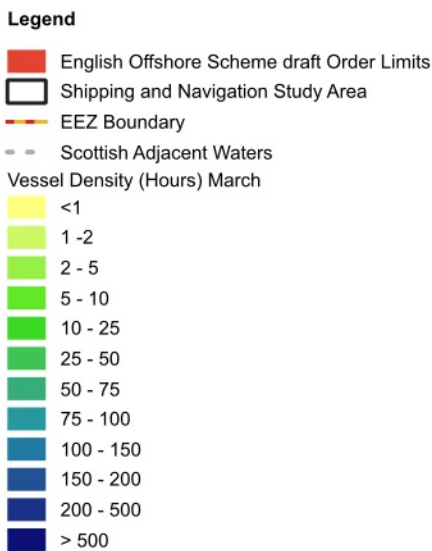 Legend
English Offshore Scheme draft Order Limits
Shipping and Navigation Study Area
EEZ Boundary
Scottish Adjacent Waters
Vessel Density (Hours) March
<1
1 -2
2 - 5
5 - 10
10 - 25
25 - 50
50 - 75
75 - 100
100 - 150
150 - 200
200 - 500
> 500